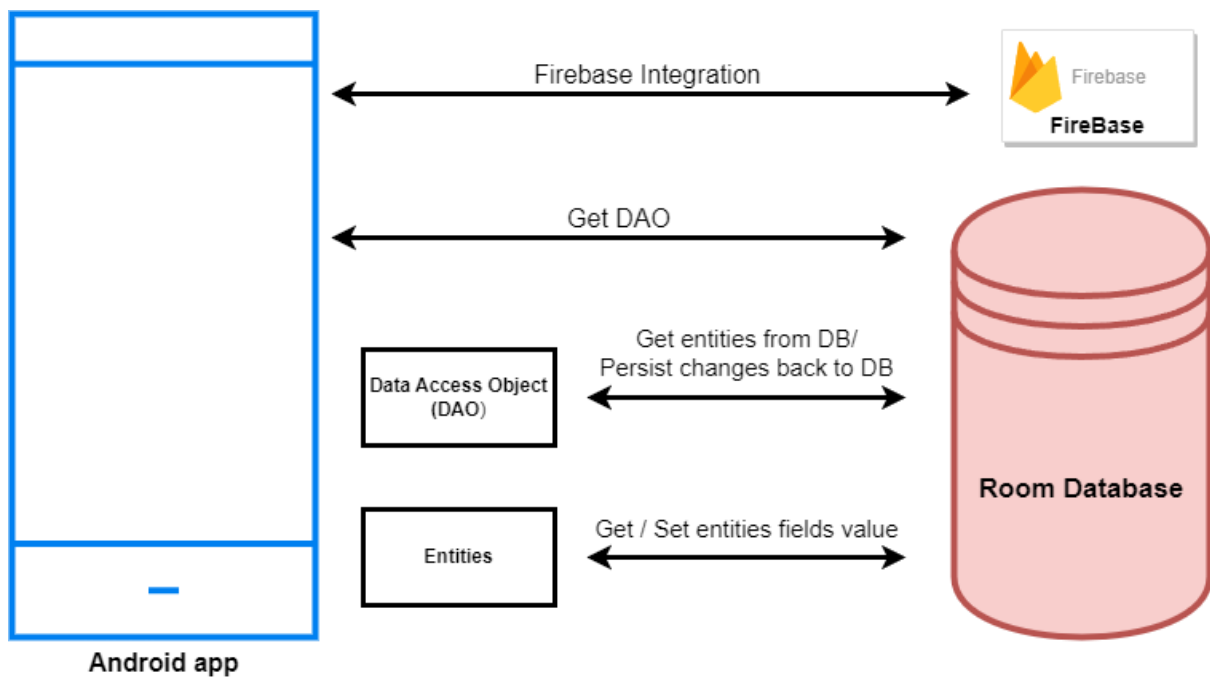 Firebase Integration
Firebase
FireBase
Get DAO
Get entities from DB/
Persist changes back to DB
Data Access Object
(DAO)
Room Database
Get / Set entities fields value
Entities
Android app